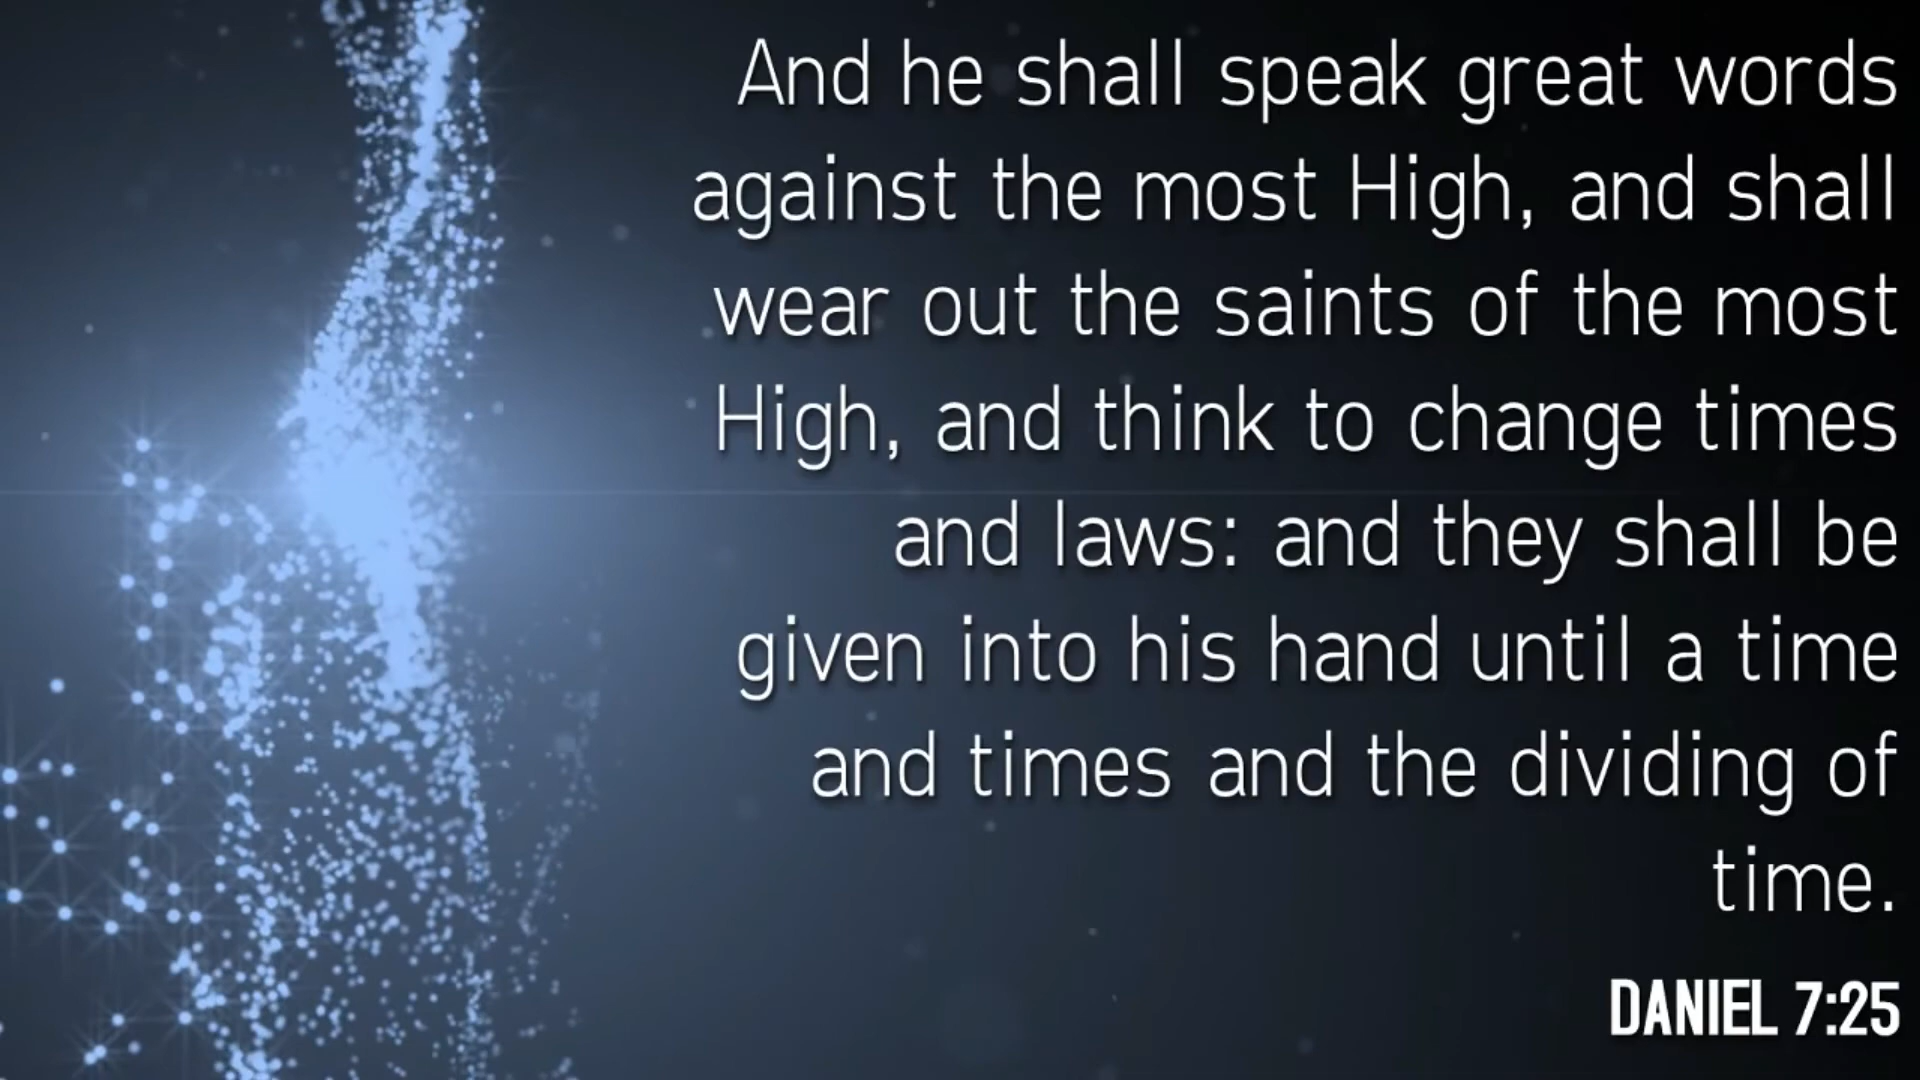 And he shall speak great words
against the most High, and shall
wear out the saints of the most
High, and think to change times
and laws: and they shall be
given into his hand until a time
and times and the dividing of
time.
DANIEL 7:25